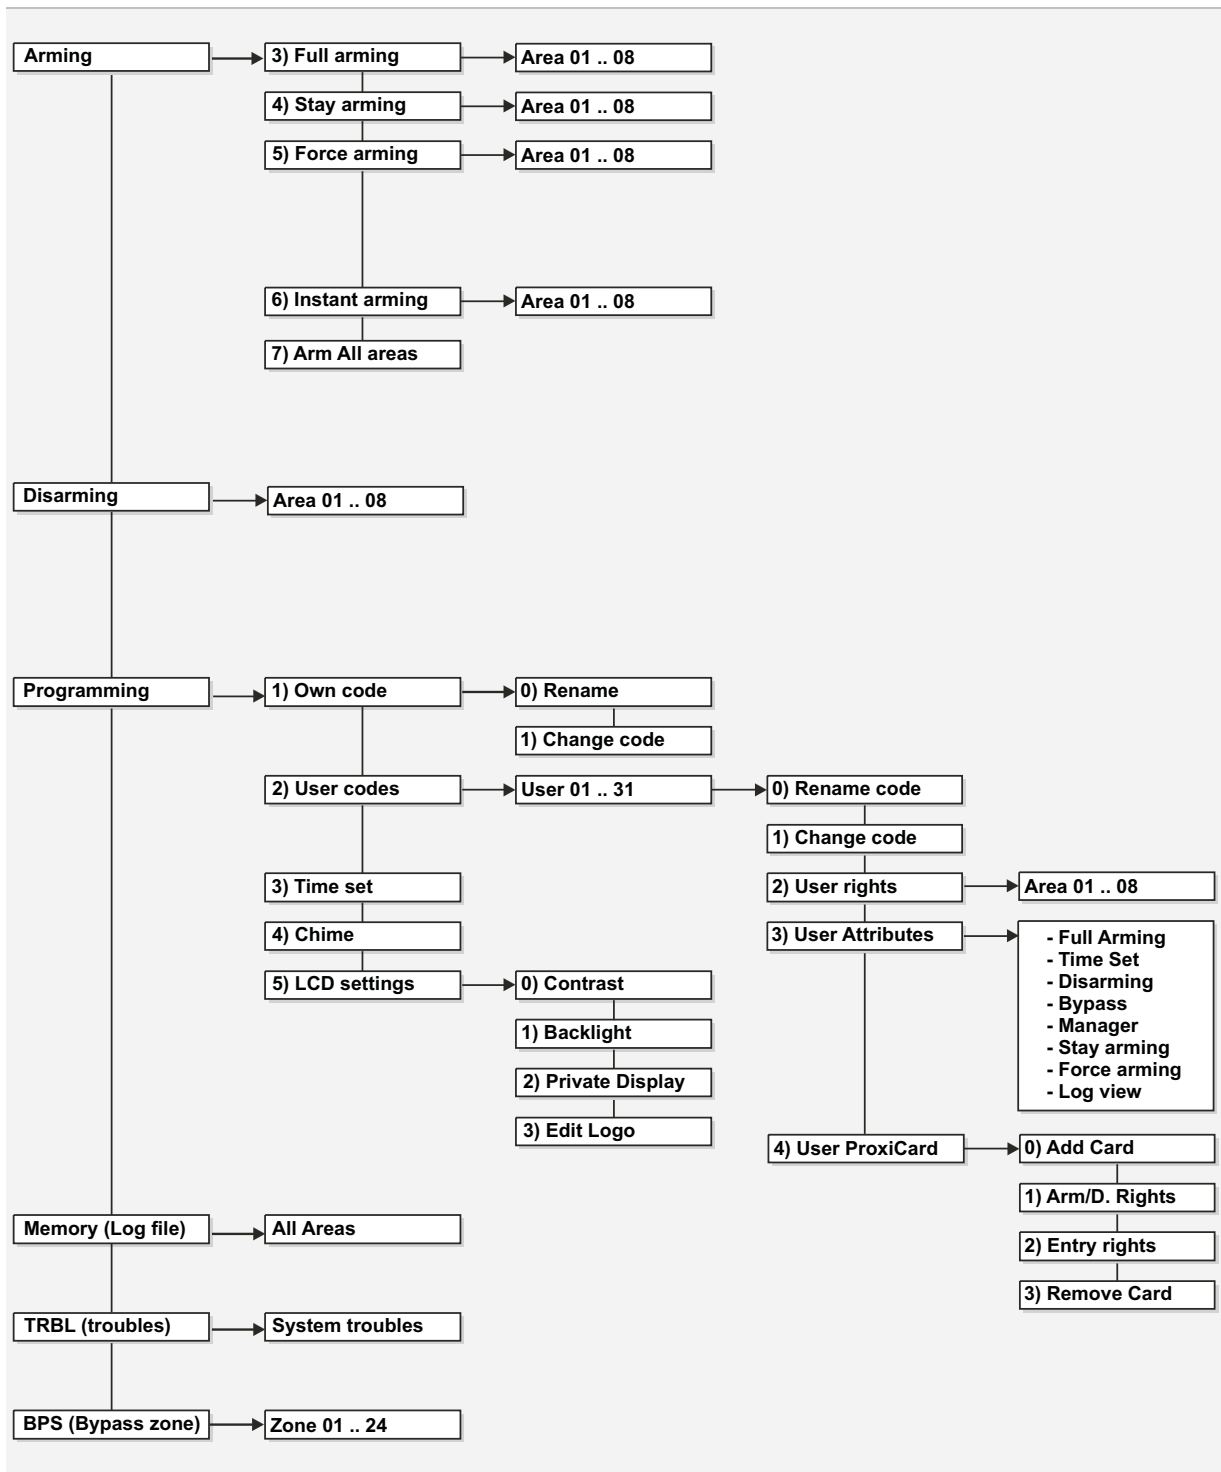 Arming
3) Full arming
Area 01 .. 08
4) Stay arming
Area 01 .. 08
5) Force arming
Area 01 .. 08
6) Instant arming
Area 01 .. 08
7) Arm All areas
Disarming
Area 01 .. 08
Programming
1) Own code
0) Rename
1) Change code
2) User codes
User 01 .. 31
0) Rename code
1) Change code
2) User rights
Area 01 .. 08
3) User Attributes
- Full Arming
- Time Set
- Disarming
- Bypass
- Manager
- Stay arming
- Force arming
- Log view
4) User ProxiCard
0) Add Card
1) Arm/D. Rights
2) Entry rights
3) Remove Card
3) Time set
4) Chime
5) LCD settings
0) Contrast
1) Backlight
2) Private Display
3) Edit Logo
Memory (Log file)
All Areas
TRBL (troubles)
System troubles
BPS (Bypass zone)
Zone 01 .. 24